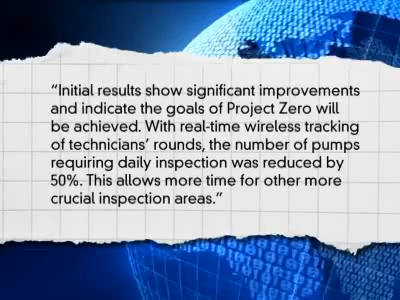 “Initial results show significant improvements
and indicate the goals of Project Zero will
be achieved. With real-time wireless tracking
of technicians’ rounds, the number of pumps
requiring daily inspection was reduced by
50%. This allows more time for other more
crucial inspection areas.”